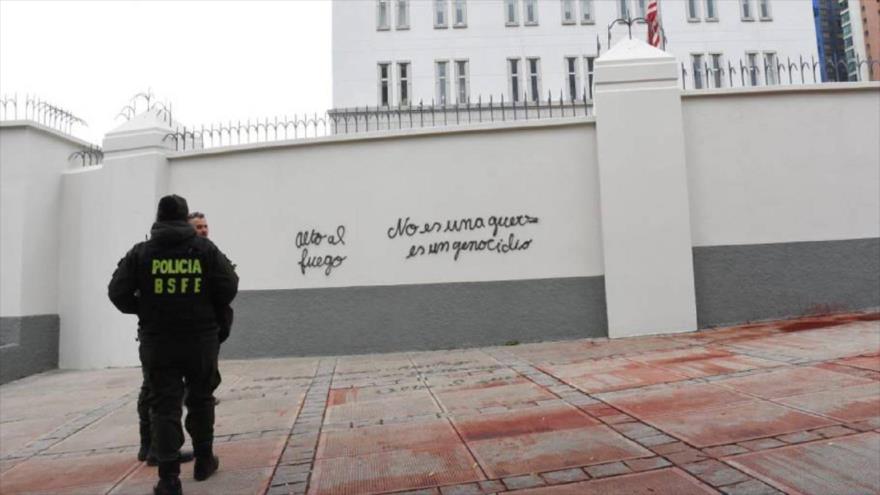 POLICIA
BSFE
Alto al
fuego
No es una guerra
es un genocidio